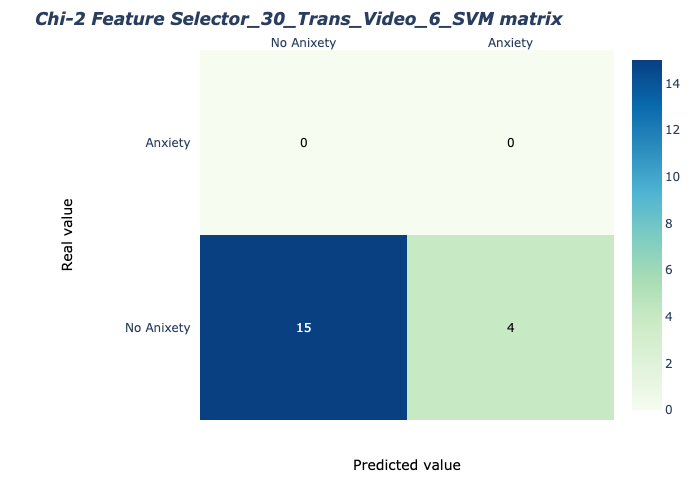 Chi-2 Feature Selector_30_Trans_Video_6_SVM matrix
No Anixety Anxiety
Anxiety 0 0
Real value
No Anixety 15 4
Predicted value
14
12
10
8
6
4
2
0